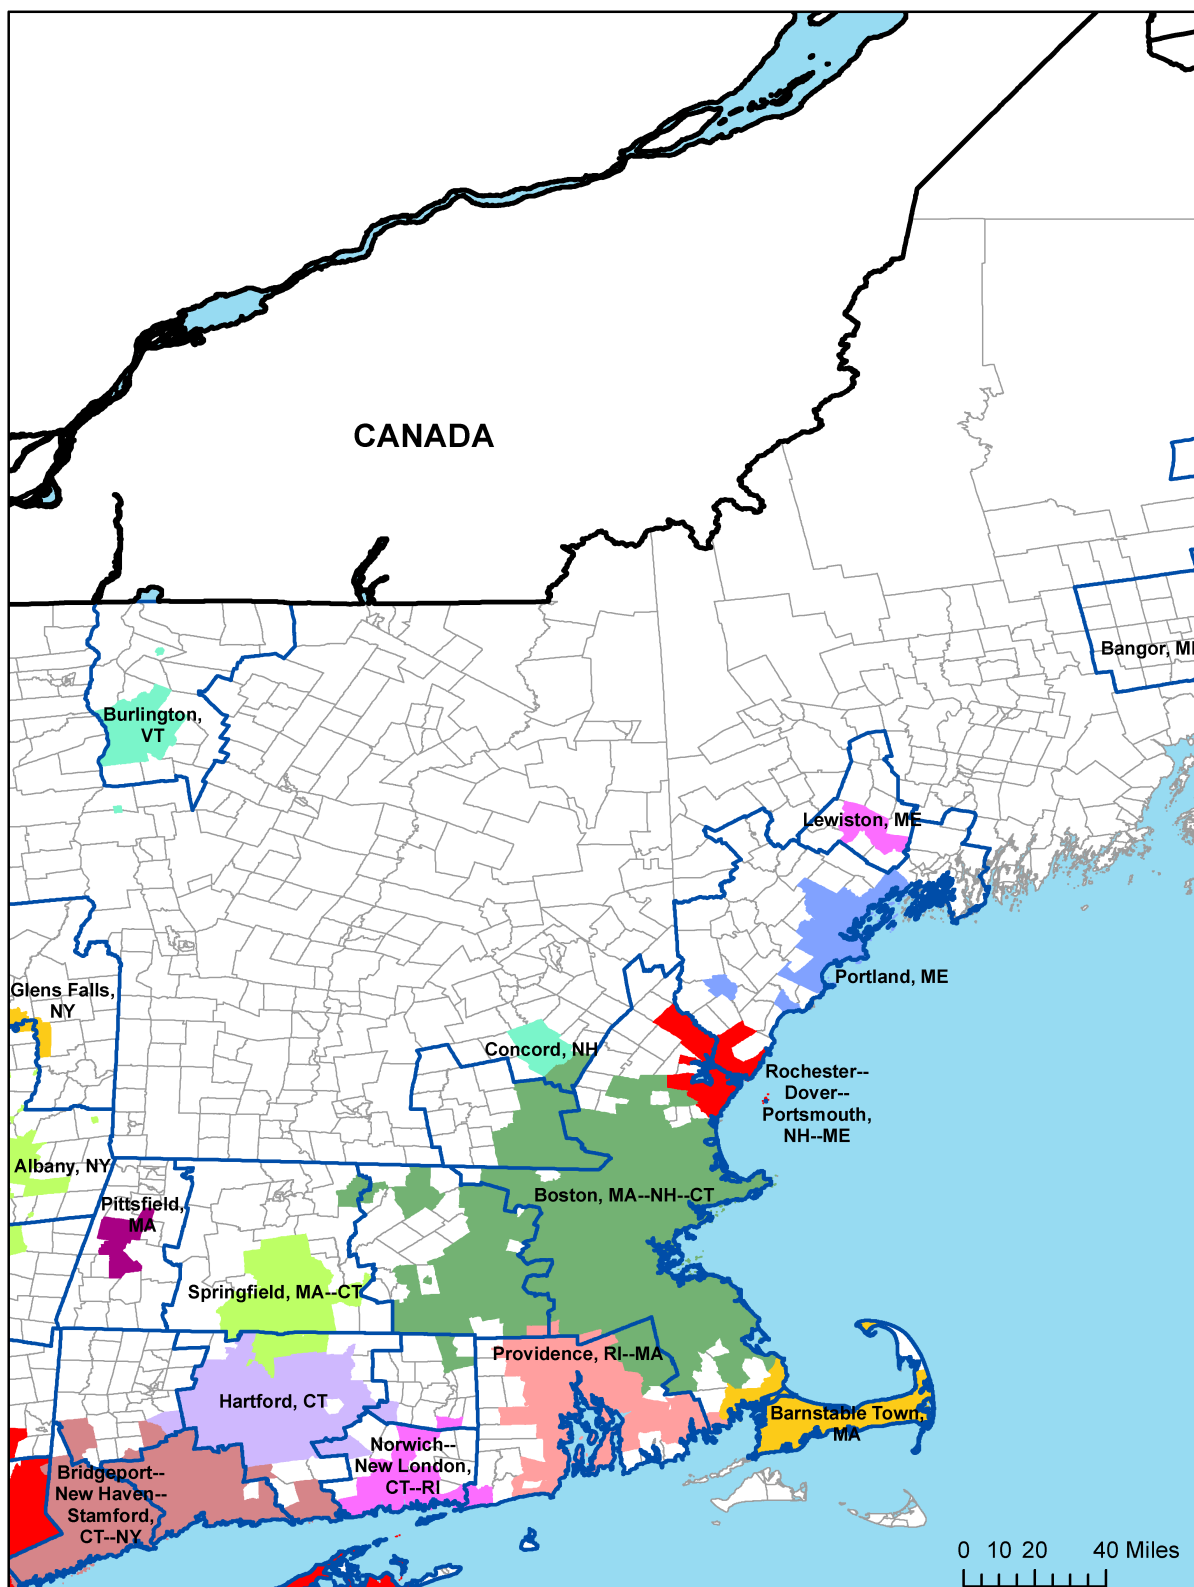 CANADA
Bangor, ME
Burlington,
VT
Lewiston, ME
Portland, ME
Glens Falls,
NY
Concord, NH
Rochester--
Dover--
Portsmouth,
NH--ME
Albany, NY
Pittsfield,
MA
Boston, MA--NH--CT
Springfield, MA--CT
Providence, RI--MA
Hartford, CT
Barnstable Town,
MA
Norwich--
New London,
CT--RI
Bridgeport--
New Haven--
Stamford,
CT--NY
0 10 20 40 Miles